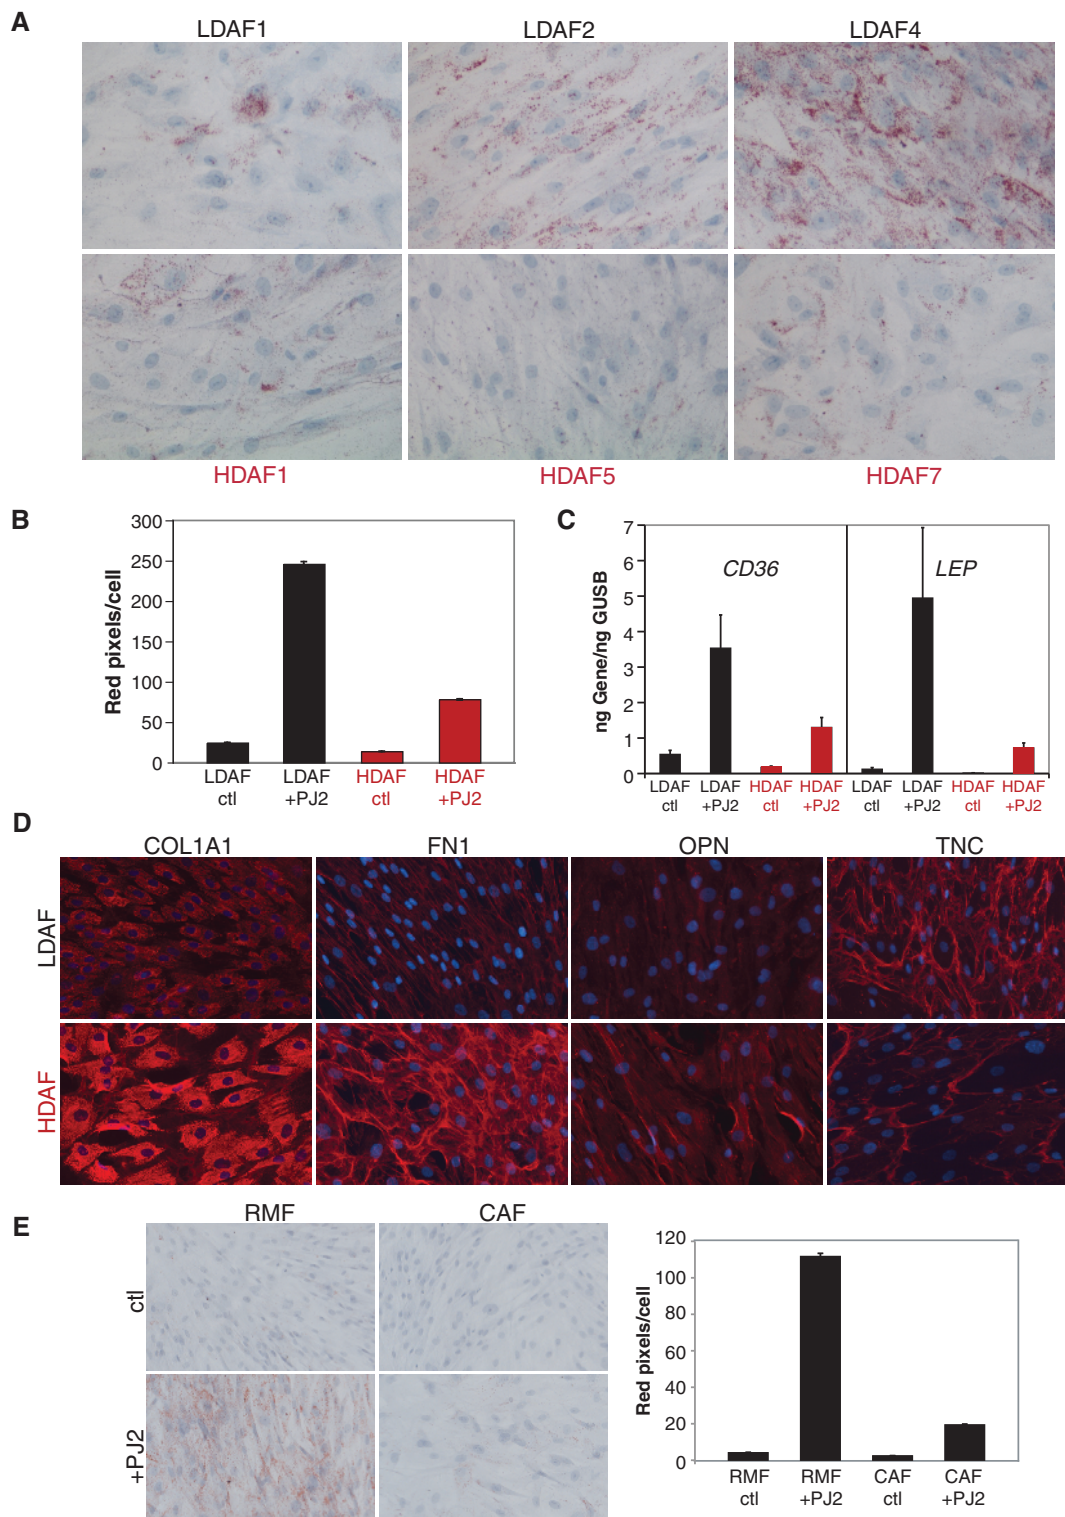 A
LDAF1 LDAF2 LDAF4
HDAF1 HDAF5 HDAF7
B
Red pixels/cell
300
250
200
150
100
50
0
LDAF ctl
LDAF +PJ2
HDAF ctl
HDAF +PJ2
C
ng Gene/ng GUSB
7
6
5
4
3
2
1
0
CD36 LEP
LDAF ctl
LDAF +PJ2
HDAF ctl
HDAF +PJ2
LDAF ctl
LDAF +PJ2
HDAF ctl
HDAF +PJ2
D
COL1A1 FN1 OPN TNC
LDAF
HDAF
E
RMF CAF
ctl
+PJ2
Red pixels/cell
120
100
80
60
40
20
0
RMF ctl
RMF +PJ2
CAF ctl
CAF +PJ2